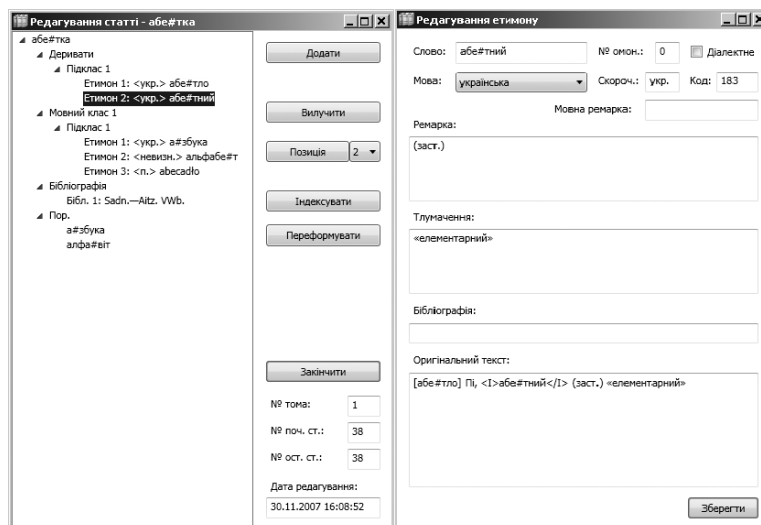 Редагування статті - абе#тка
абе#тка
Деривати
Підклас 1
Етимон 1: <укр.> абе#тло
Етимон 2: <укр.> абе#тний
Мовний клас 1
Підклас 1
Етимон 1: <укр.> а#збука
Етимон 2: <невизн.> альфабе#т
Етимон 3: <п.> abecadło
Бібліографія
Бібл. 1: Sadn.—Aitz. VWb.
Пор.
а#збука
алфа#віт
Додати
Вилучити
Позиція 2
Індексувати
Переформувати
Закінчити
№ тома: 1
№ поч. ст.: 38
№ ост. ст.: 38
Дата редагування:
30.11.2007 16:08:52
Редагування етимону
Слово: абе#тний № омон.: 0 Діалектне
Мова: українська Скороч.: укр. Код: 183
Мовна ремарка:
Ремарка:
(заст.)
Тлумачення:
«елементарний»
Бібліографія:
Оригінальний текст:
[абе#тло] Пі, <I>абе#тний</I> (заст.) «елементарний»
Зберегти